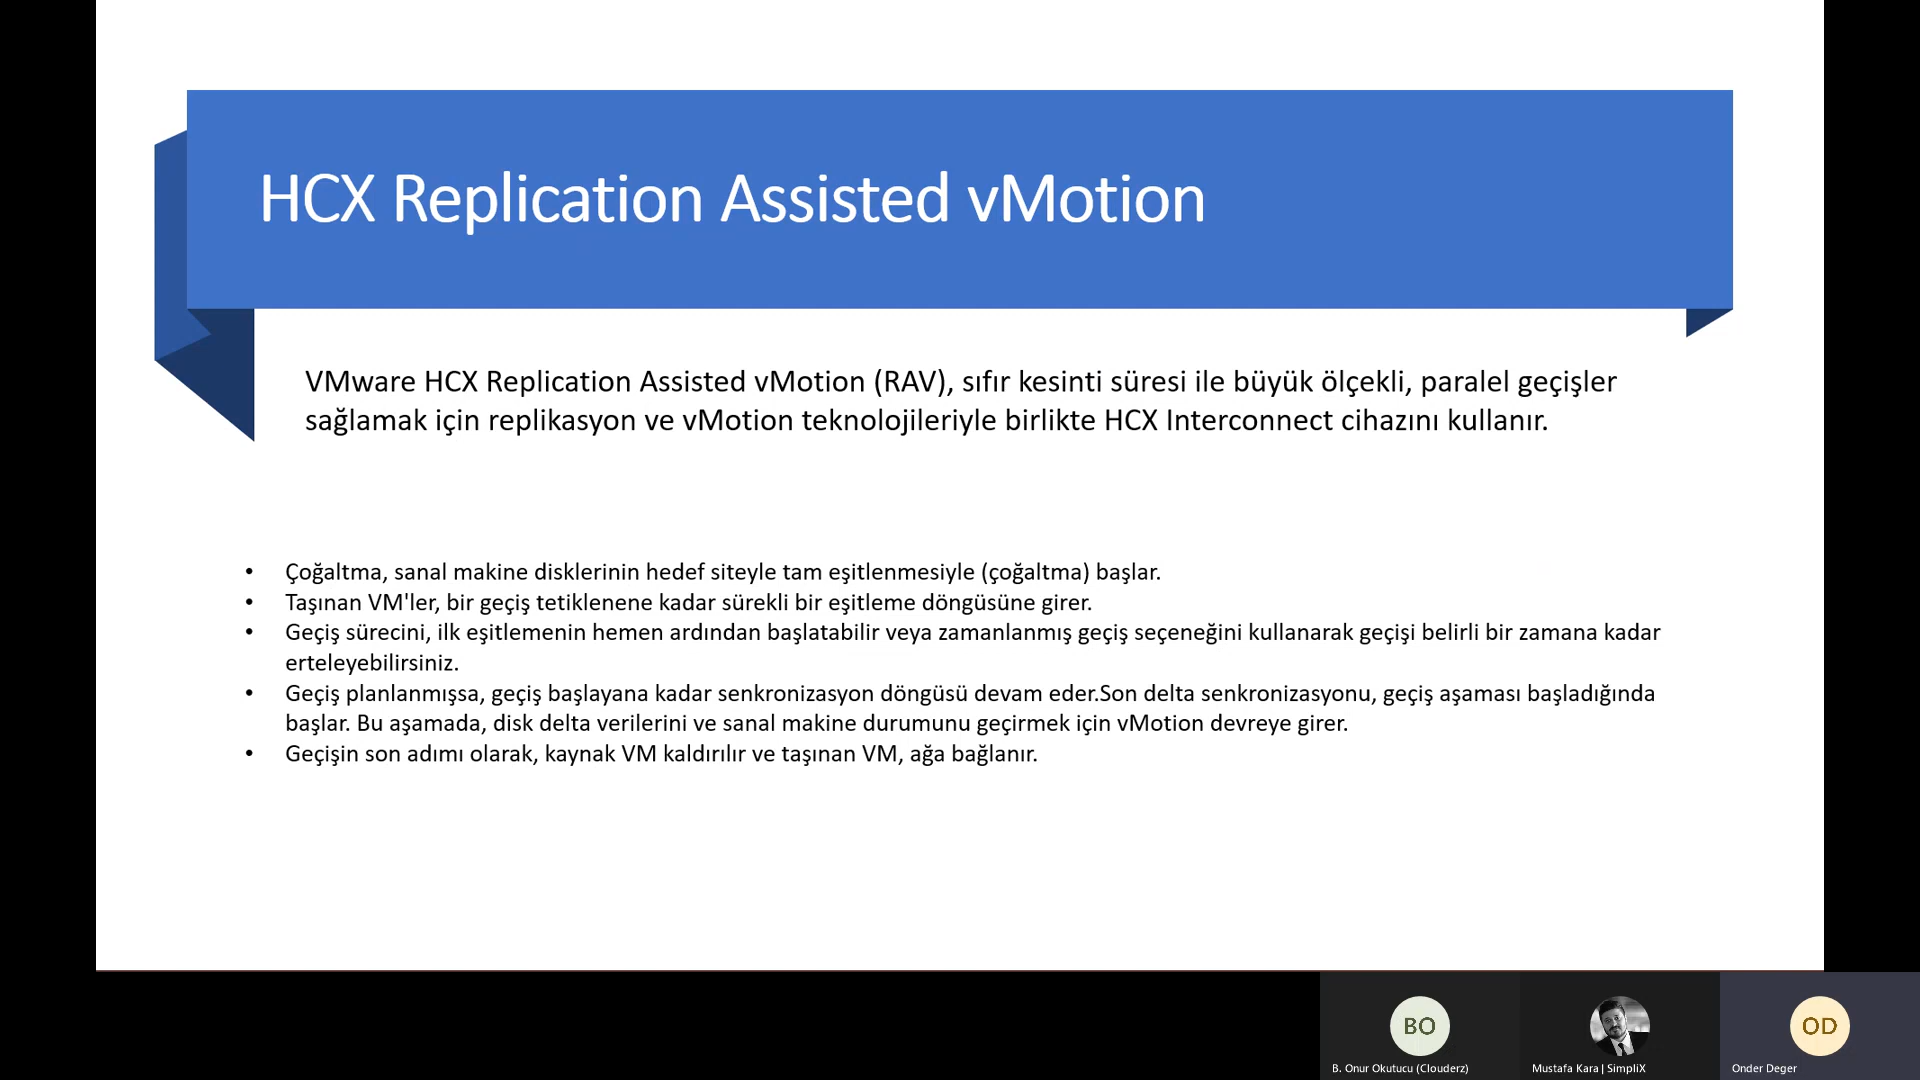 HCX Replication Assisted vMotion
VMware HCX Replication Assisted vMotion (RAV), sıfır kesinti süresi ile büyük ölçekli, paralel geçişler
sağlamak için replikasyon ve vMotion teknolojileriyle birlikte HCX Interconnect cihazını kullanır.
• Çoğaltma, sanal makine disklerinin hedef siteyle tam eşitlenmesiyle (çoğaltma) başlar.
• Taşınan VM'ler, bir geçiş tetiklenene kadar sürekli bir eşitleme döngüsüne girer.
• Geçiş sürecini, ilk eşitlemenin hemen ardından başlatabilir veya zamanlanmış geçiş seçeneğini kullanarak geçişi belirli bir zamana kadar
erteleyebilirsiniz.
• Geçiş planlanmışsa, geçiş başlayana kadar senkronizasyon döngüsü devam eder.Son delta senkronizasyonu, geçiş aşaması başladığında
başlar. Bu aşamada, disk delta verilerini ve sanal makine durumunu geçirmek için vMotion devreye girer.
• Geçişin son adımı olarak, kaynak VM kaldırılır ve taşınan VM, ağa bağlanır.
BO
OD
B. Onur Okutucu (Clouderz)
Mustafa Kara | SimpliX
Onder Deger